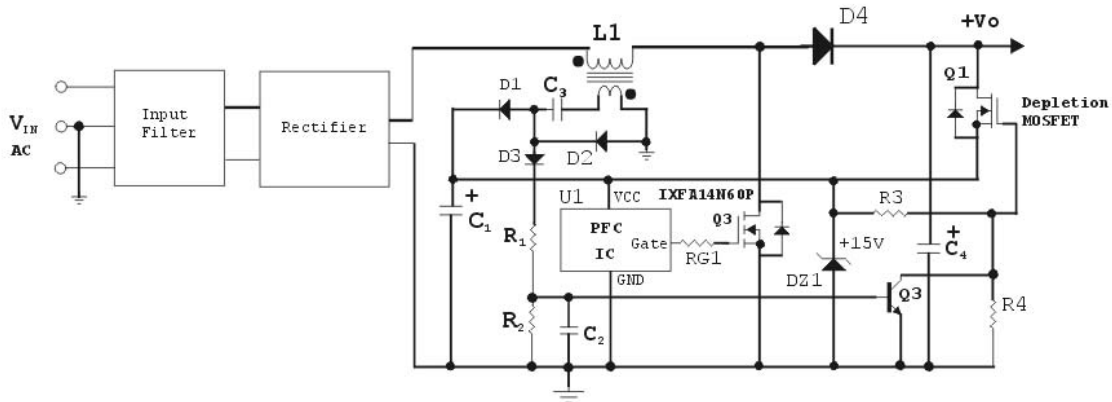 D4
+Vo
L1
Q1
Depletion
MOSFET
D1
C3
V IN
AC
Input
Filter
Rectifier
D3
D2
IXFA14N60P
R3
U1
VCC
+
C1
PFC
IC
Gate
Q3
R1
RG1
+15V
+
C4
GND
DZ1
Q3
R4
R2
C2